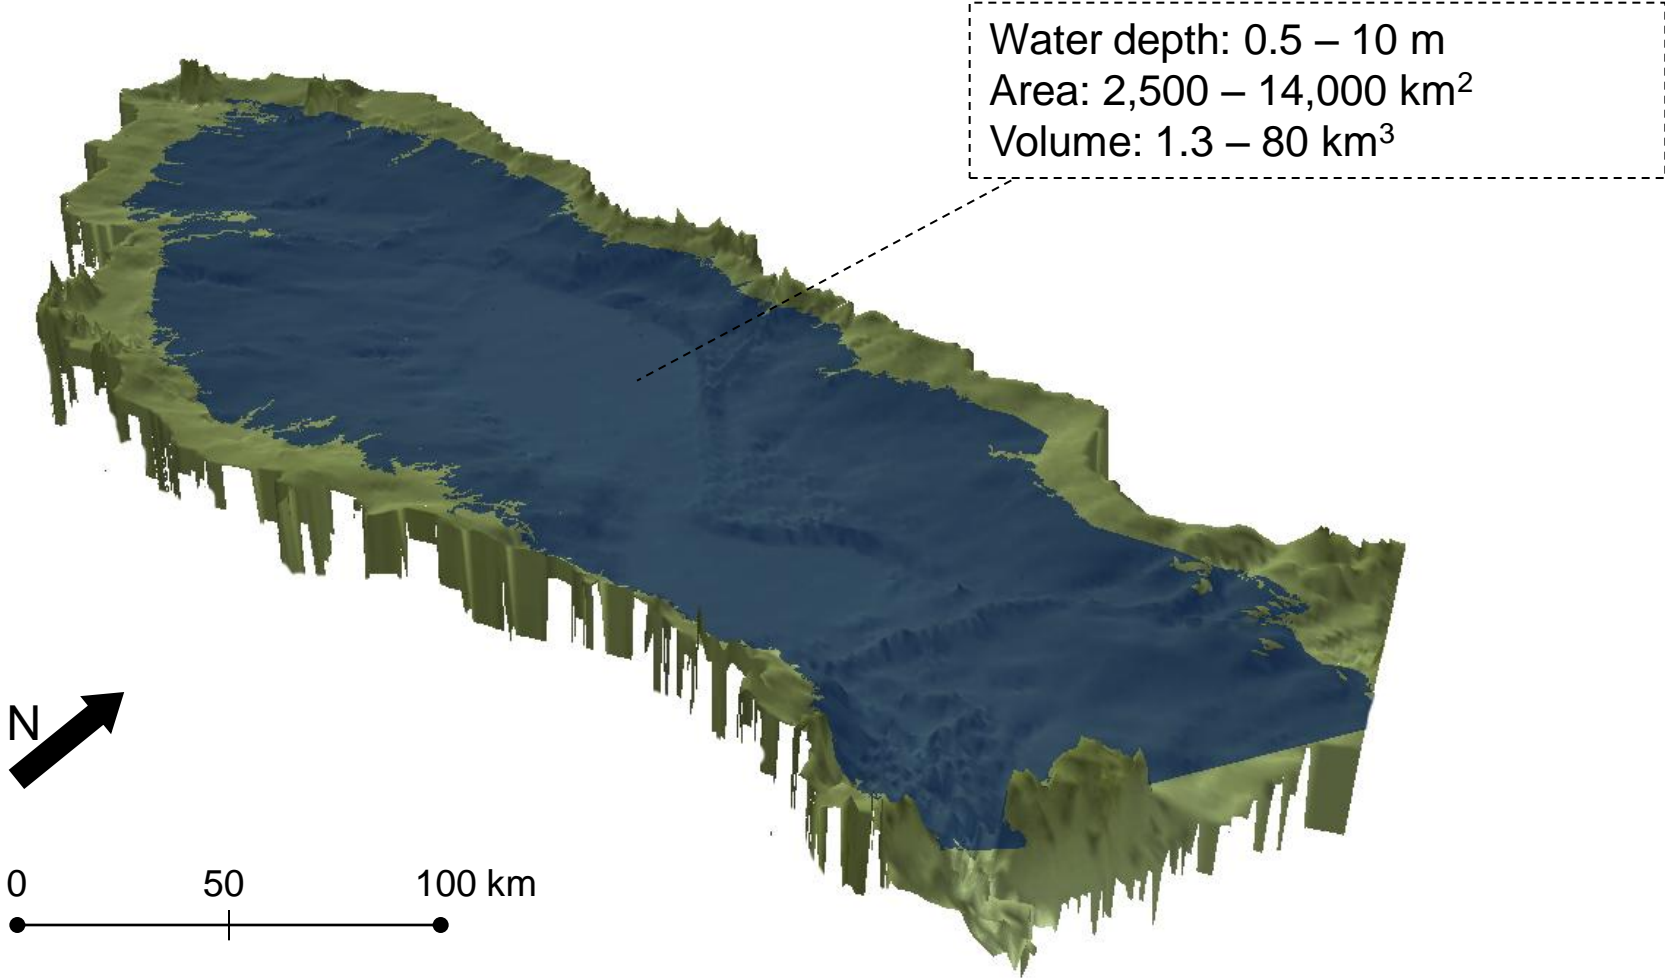 Water depth: 0.5 – 10 m
Area: 2,500 – 14,000 km²
Volume: 1.3 – 80 km³
N
0 50 100 km